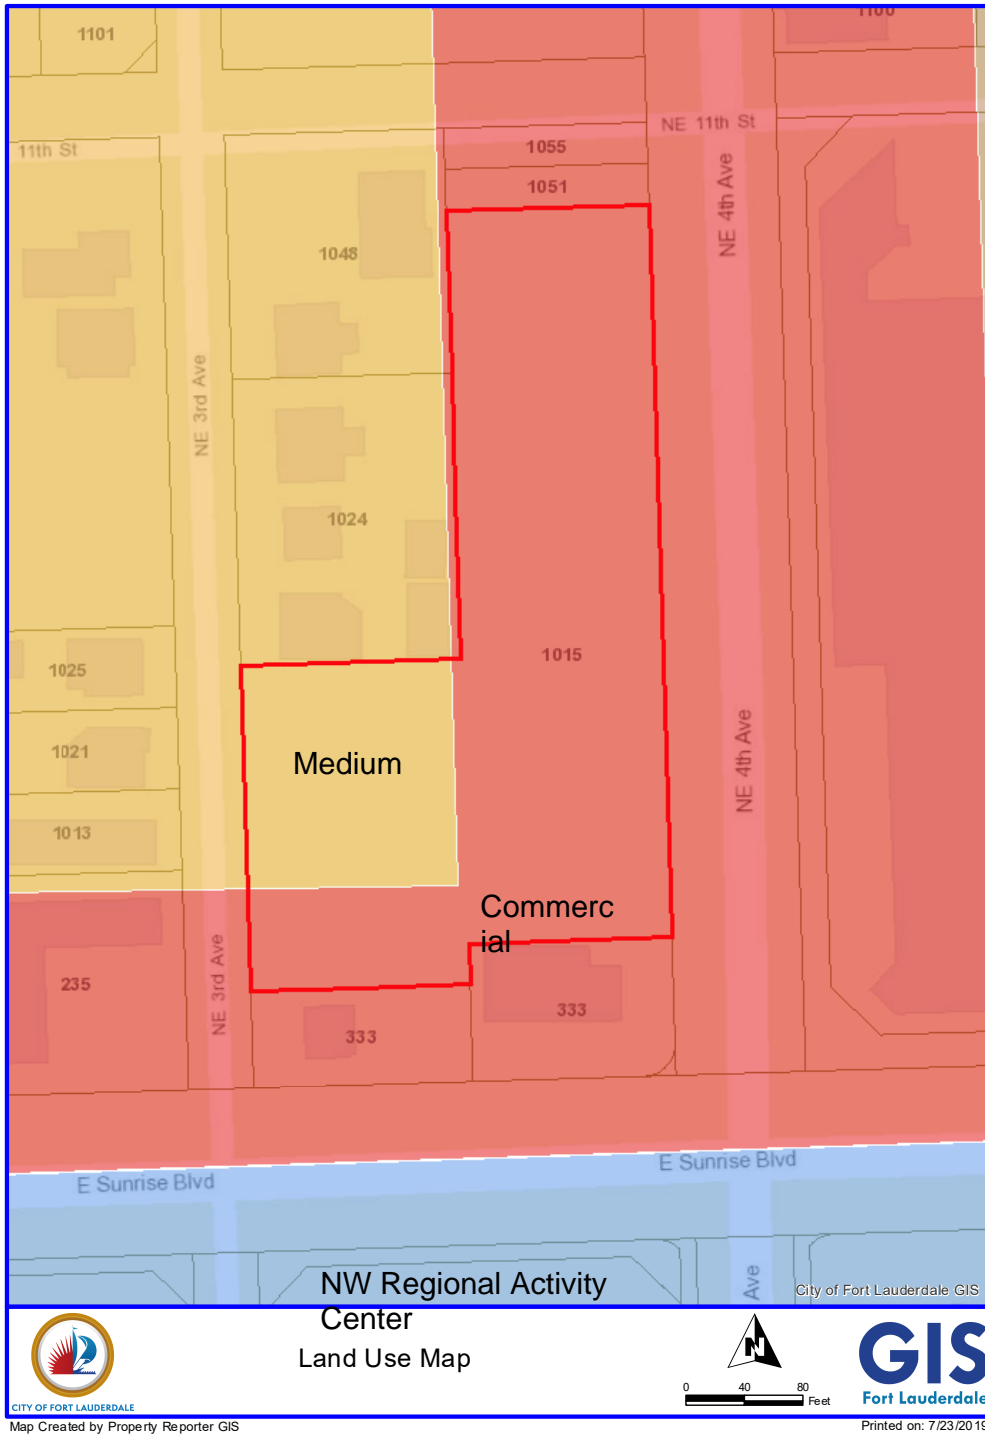 1101
1100
NE 11th St
11th St
1055
1051
NE 4th Ave
1048
NE 3rd Ave
1024
1015
1025
Medium
1021
NE 4th Ave
1013
Commerc
ial
NE 3rd Ave
235
333
333
E Sunrise Blvd
E Sunrise Blvd
NW Regional Activity
Center
Ave
City of Fort Lauderdale GIS
Land Use Map
N
GIS
Fort Lauderdale
0 40 80
Feet
CITY OF FORT LAUDERDALE
Map Created by Property Reporter GIS
Printed on: 7/23/2019